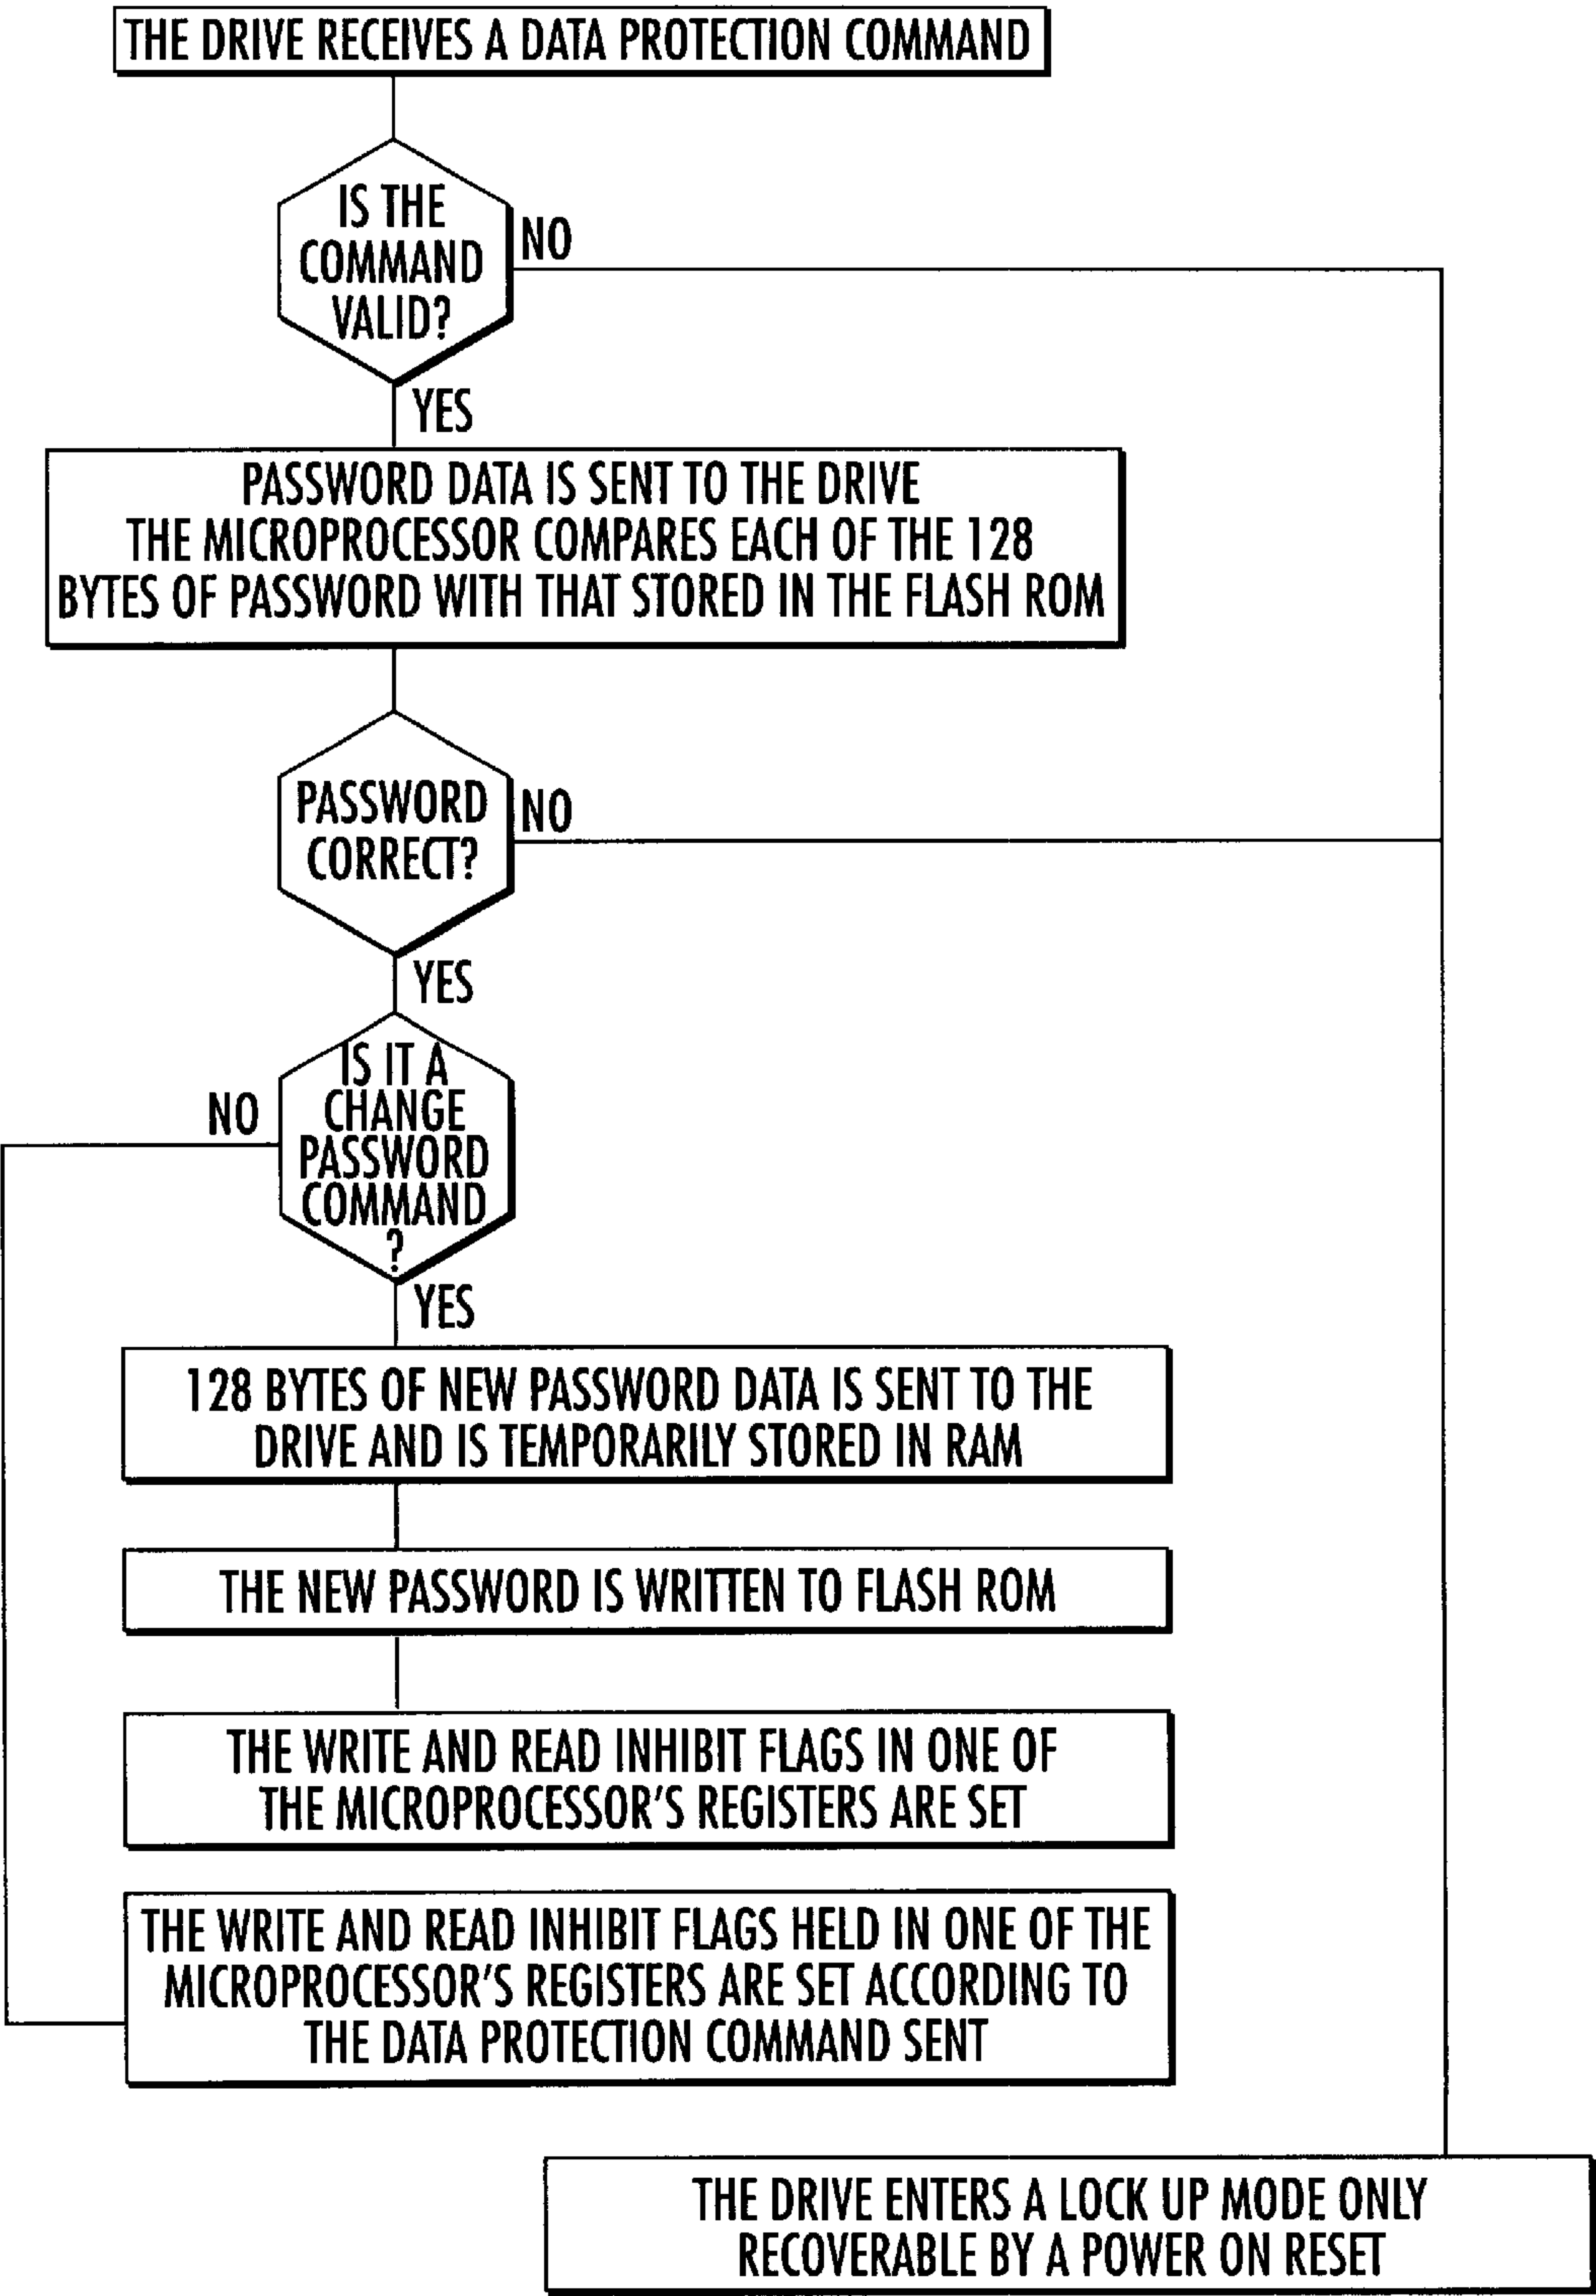 THE DRIVE RECEIVES A DATA PROTECTION COMMAND
IS THE
COMMAND
VALID?
NO
YES
PASSWORD DATA IS SENT TO THE DRIVE
THE MICROPROCESSOR COMPARES EACH OF THE 128
BYTES OF PASSWORD WITH THAT STORED IN THE FLASH ROM
PASSWORD
CORRECT?
NO
YES
IS IT A
CHANGE
PASSWORD
COMMAND
?
NO
YES
128 BYTES OF NEW PASSWORD DATA IS SENT TO THE
DRIVE AND IS TEMPORARILY STORED IN RAM
THE NEW PASSWORD IS WRITTEN TO FLASH ROM
THE WRITE AND READ INHIBIT FLAGS IN ONE OF
THE MICROPROCESSOR'S REGISTERS ARE SET
THE WRITE AND READ INHIBIT FLAGS HELD IN ONE OF THE
MICROPROCESSOR'S REGISTERS ARE SET ACCORDING TO
THE DATA PROTECTION COMMAND SENT
THE DRIVE ENTERS A LOCK UP MODE ONLY
RECOVERABLE BY A POWER ON RESET